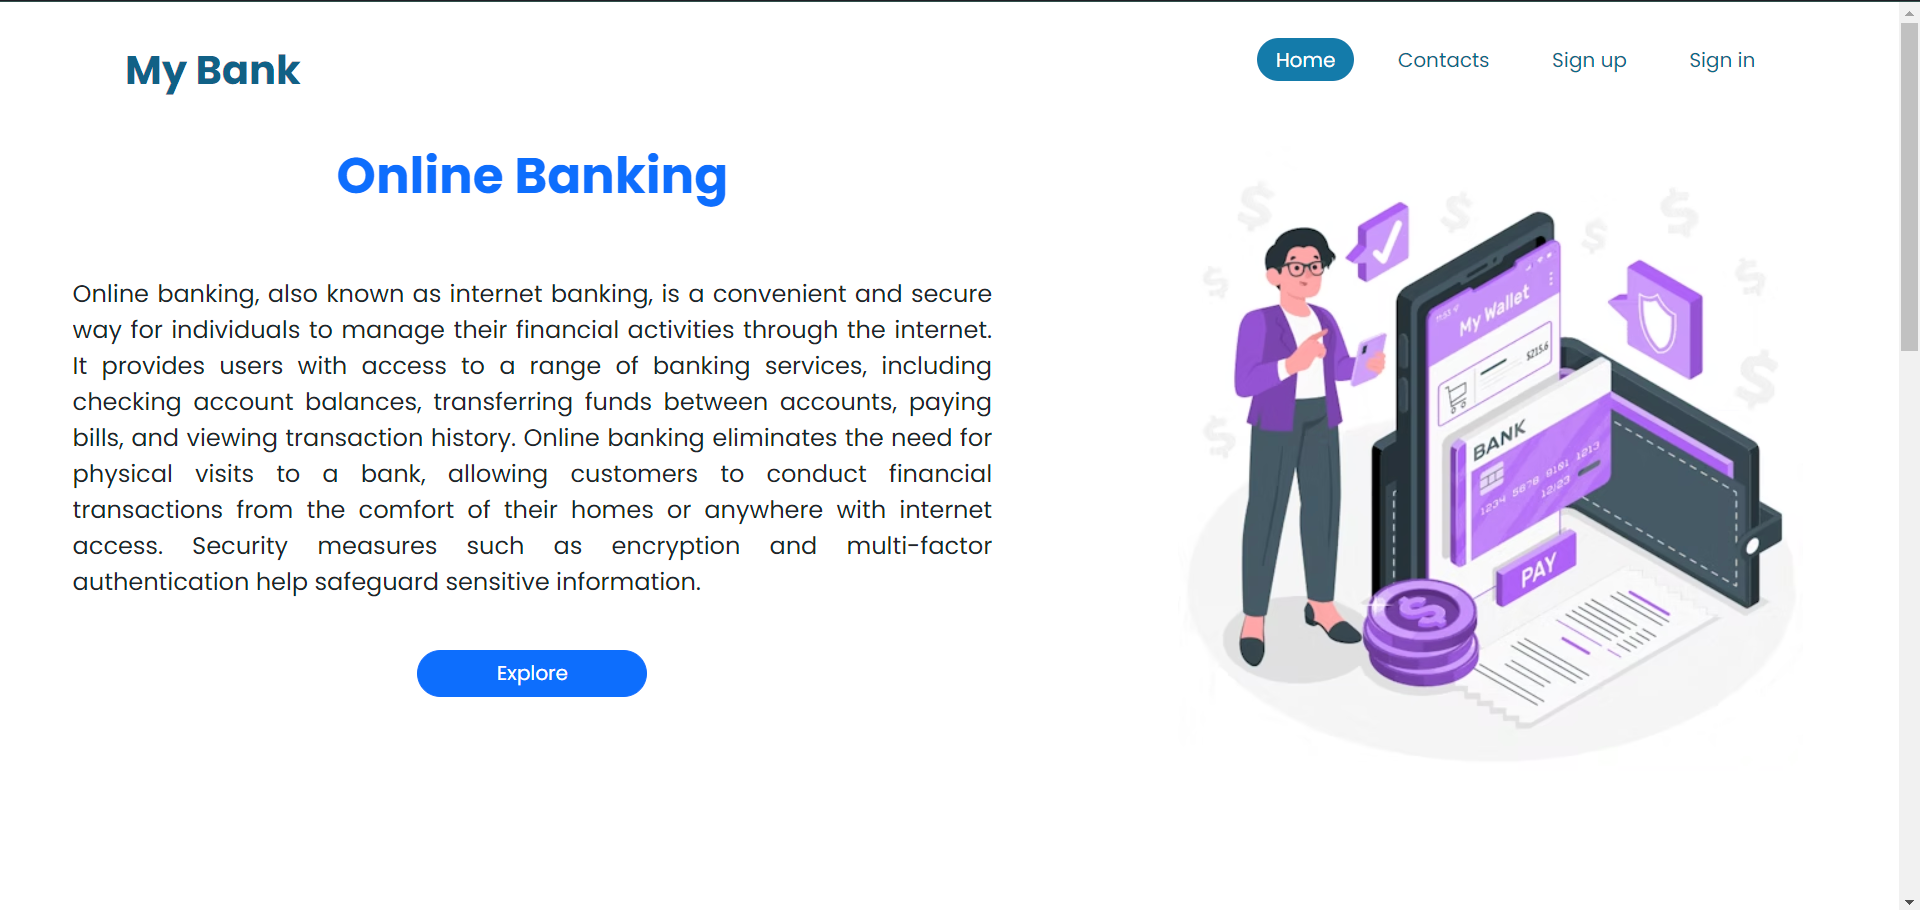 My Bank
Home
Contacts
Sign up
Sign in
Online Banking
Online banking, also known as internet banking, is a convenient and secure
way for individuals to manage their financial activities through the internet.
It provides users with access to a range of banking services, including
checking account balances, transferring funds between accounts, paying
bills, and viewing transaction history. Online banking eliminates the need for
physical visits to a bank, allowing customers to conduct financial
transactions from the comfort of their homes or anywhere with internet
access. Security measures such as encryption and multi-factor
authentication help safeguard sensitive information.
Explore
My Wallet
$215.6
BANK
1234 5678 9101 1213
12/23
PAY